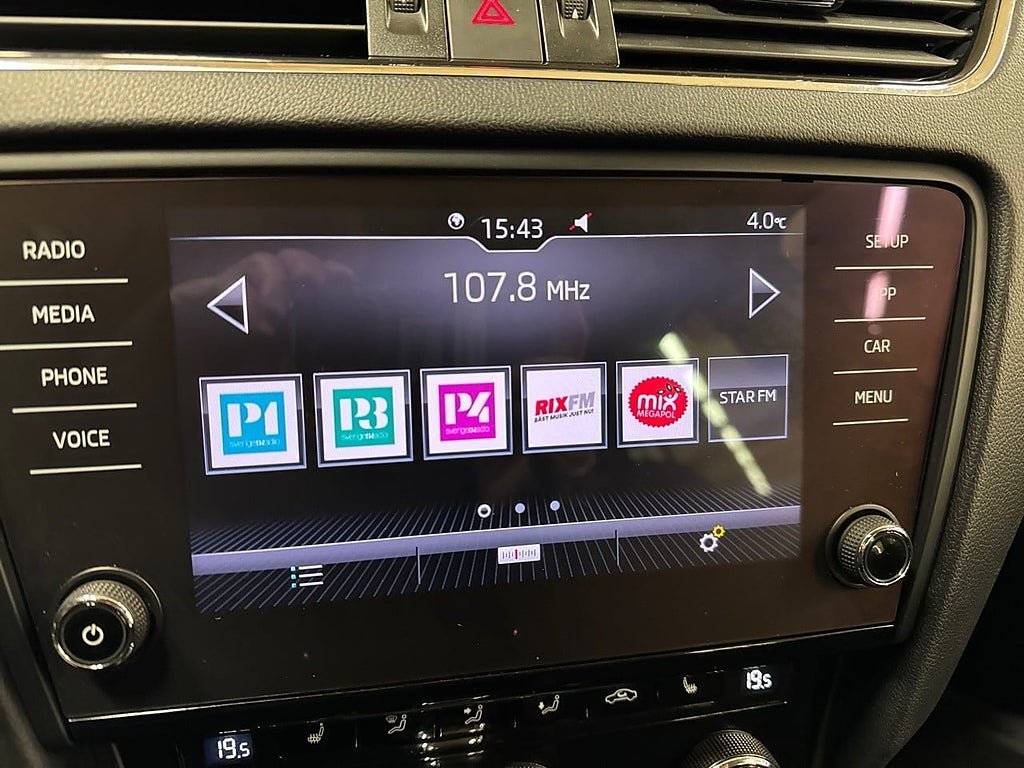 15:43
4.0°C
107.8 MHz
RADIO
MEDIA
PHONE
VOICE
P1
sverigesradio
P3
sverigesradio
P4
sverigesradio
RIXFM
BÄST MUSIK JUST NU!
mix
MEGAPOL
STAR FM
SETUP
APP
CAR
MENU
19.5
19.5